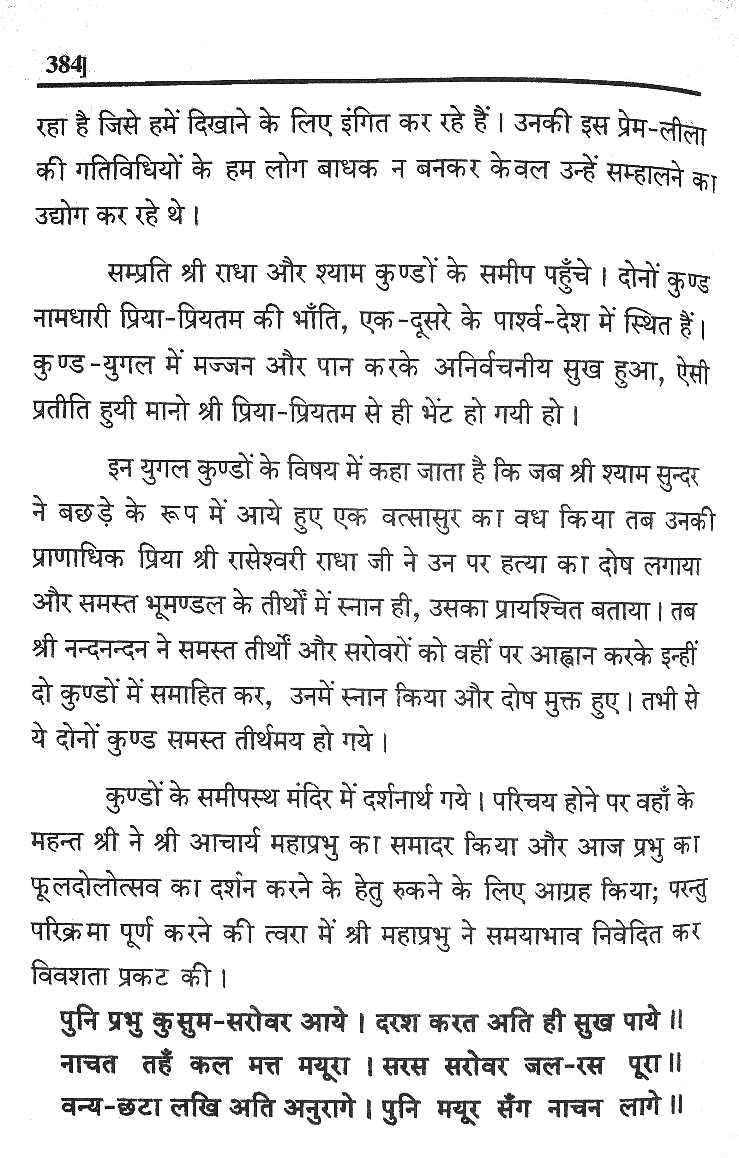 384]
रहा है जिसे हमें दिखाने के लिए इंगित कर रहे हैं। उनकी इस प्रेम-लीला
की गतिविधियों के हम लोग बाधक न बनकर केवल उन्हें सम्हालने का
उद्योग कर रहे थे।
सम्प्रति श्री राधा और श्याम कुण्डों के समीप पहुँचे। दोनों कुण्ड
नामधारी प्रिया-प्रियतम की भाँति, एक-दूसरे के पार्श्व-देश में स्थित हैं।
कुण्ड-युगल में मज्जन और पान करके अनिर्वचनीय सुख हुआ, ऐसी
प्रतीति हुयी मानो श्री प्रिया-प्रियतम से ही भेंट हो गयी हो।
इन युगल कुण्डों के विषय में कहा जाता है कि जब श्री श्याम सुन्दर
ने बछड़े के रूप में आये हुए एक वत्सासुर का वध किया तब उनकी
प्राणाधिक प्रिया श्री रासेश्वरी राधा जी ने उन पर हत्या का दोष लगाया
और समस्त भूमण्डल के तीर्थों में स्नान ही, उसका प्रायश्चित बताया। तब
श्री नन्दनन्दन ने समस्त तीर्थों और सरोवरों को वहीं पर आह्वान करके इन्हीं
दो कुण्डों में समाहित कर, उनमें स्नान किया और दोष मुक्त हुए। तभी से
ये दोनों कुण्ड समस्त तीर्थमय हो गये।
कुण्डों के समीपस्थ मंदिर में दर्शनार्थ गये। परिचय होने पर वहाँ के
महन्त श्री ने श्री आचार्य महाप्रभु का समादर किया और आज प्रभु का
फूलदोलोत्सव का दर्शन करने के हेतु रुकने के लिए आग्रह किया; परन्तु
परिक्रमा पूर्ण करने की त्वरा में श्री महाप्रभु ने समयाभाव निवेदित कर
विवशता प्रकट की।
पुनि प्रभु कुसुम-सरोवर आये। दरश करत अति ही सुख पाये॥
नाचत तहँ कल मत्त मयूरा। सरस सरोवर जल-रस पूरा॥
वन्य-छटा लखि अति अनुरागे। पुनि मयूर सँग नाचन लागे॥